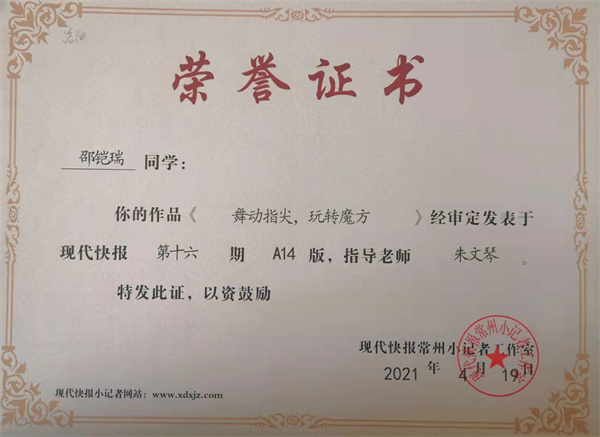 荣誉证书
邵铠瑞 同学：
你的作品《 舞动指尖，玩转魔方 》经审定发表于
现代快报 第十六 期 A14 版，指导老师 朱文琴 。
特发此证，以资鼓励
现代快报常州小记者工作室
2021 年 4 月 19 日
现代快报小记者网站：www.xdxjz.com